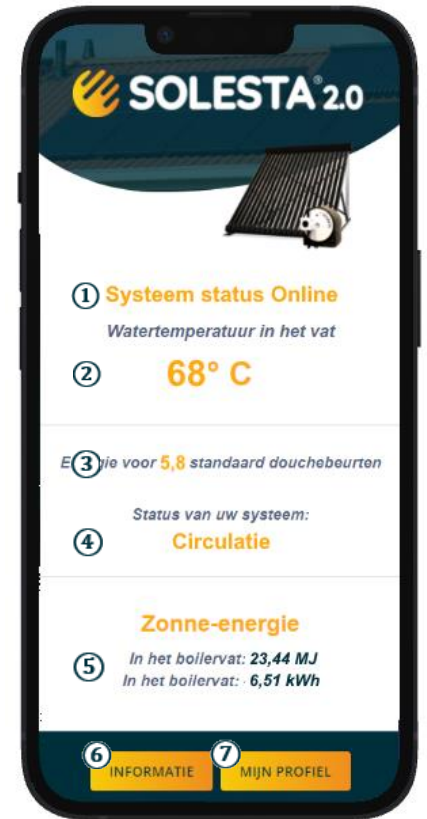 SOLESTA® 2.0
① Systeem status Online
Watertemperatuur in het vat
② 68° C
③ voor 5,8 standaard douchebeurten
Status van uw systeem:
④ Circulatie
Zonne-energie
In het boilervat: 23,44 MJ
⑤ In het boilervat: 6,51 kWh
⑥ INFORMATIE ⑦ MIJN PROFIEL